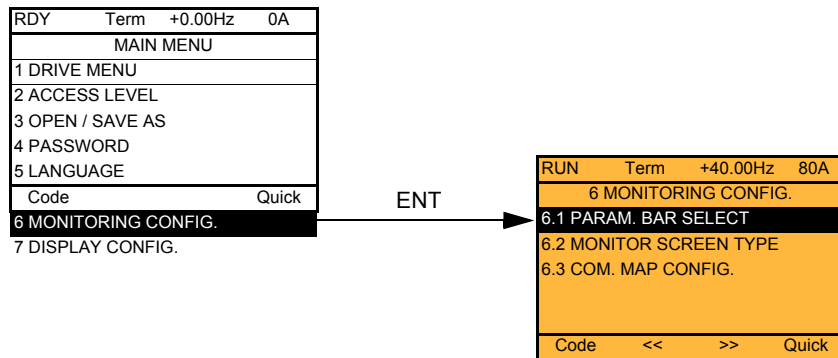 RDY Term +0.00Hz 0A
MAIN MENU
1 DRIVE MENU
2 ACCESS LEVEL
3 OPEN / SAVE AS
4 PASSWORD
5 LANGUAGE
Code Quick
6 MONITORING CONFIG.
7 DISPLAY CONFIG.
ENT
RUN Term +40.00Hz 80A
6 MONITORING CONFIG.
6.1 PARAM. BAR SELECT
6.2 MONITOR SCREEN TYPE
6.3 COM. MAP CONFIG.
Code << >> Quick